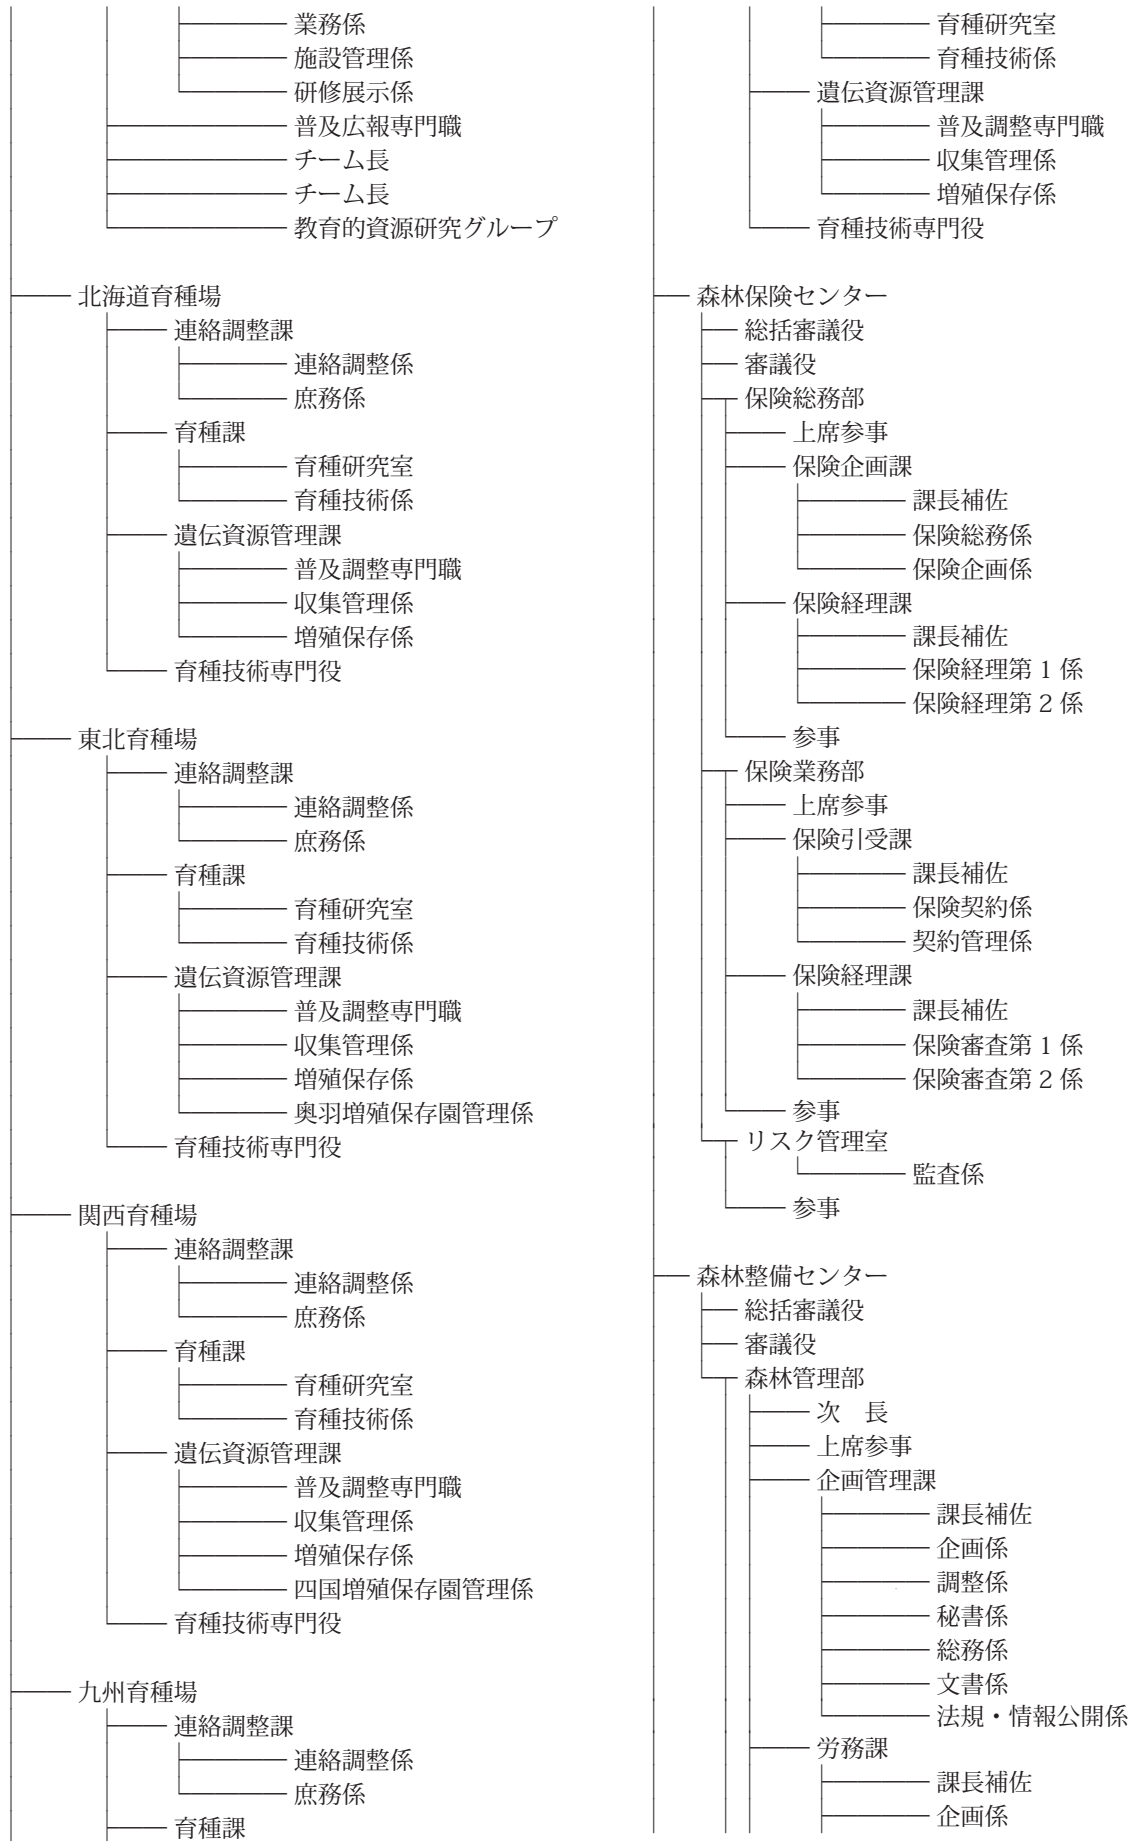 業務係
施設管理係
研修展示係
普及広報専門職
チーム長
チーム長
教育的資源研究グループ
北海道育種場
連絡調整課
連絡調整係
庶務係
育種課
育種研究室
育種技術係
遺伝資源管理課
普及調整専門職
収集管理係
増殖保存係
育種技術専門役
東北育種場
連絡調整課
連絡調整係
庶務係
育種課
育種研究室
育種技術係
遺伝資源管理課
普及調整専門職
収集管理係
増殖保存係
奥羽増殖保存園管理係
育種技術専門役
関西育種場
連絡調整課
連絡調整係
庶務係
育種課
育種研究室
育種技術係
遺伝資源管理課
普及調整専門職
収集管理係
増殖保存係
四国増殖保存園管理係
育種技術専門役
九州育種場
連絡調整課
連絡調整係
庶務係
育種課
育種研究室
育種技術係
遺伝資源管理課
普及調整専門職
収集管理係
増殖保存係
育種技術専門役
森林保険センター
総括審議役
審議役
保険総務部
上席参事
保険企画課
課長補佐
保険総務係
保険企画係
保険経理課
課長補佐
保険経理第 1 係
保険経理第 2 係
参事
保険業務部
上席参事
保険引受課
課長補佐
保険契約係
契約管理係
保険経理課
課長補佐
保険審査第 1 係
保険審査第 2 係
参事
リスク管理室
監査係
参事
森林整備センター
総括審議役
審議役
森林管理部
次　長
上席参事
企画管理課
課長補佐
企画係
調整係
秘書係
総務係
文書係
法規・情報公開係
労務課
課長補佐
企画係